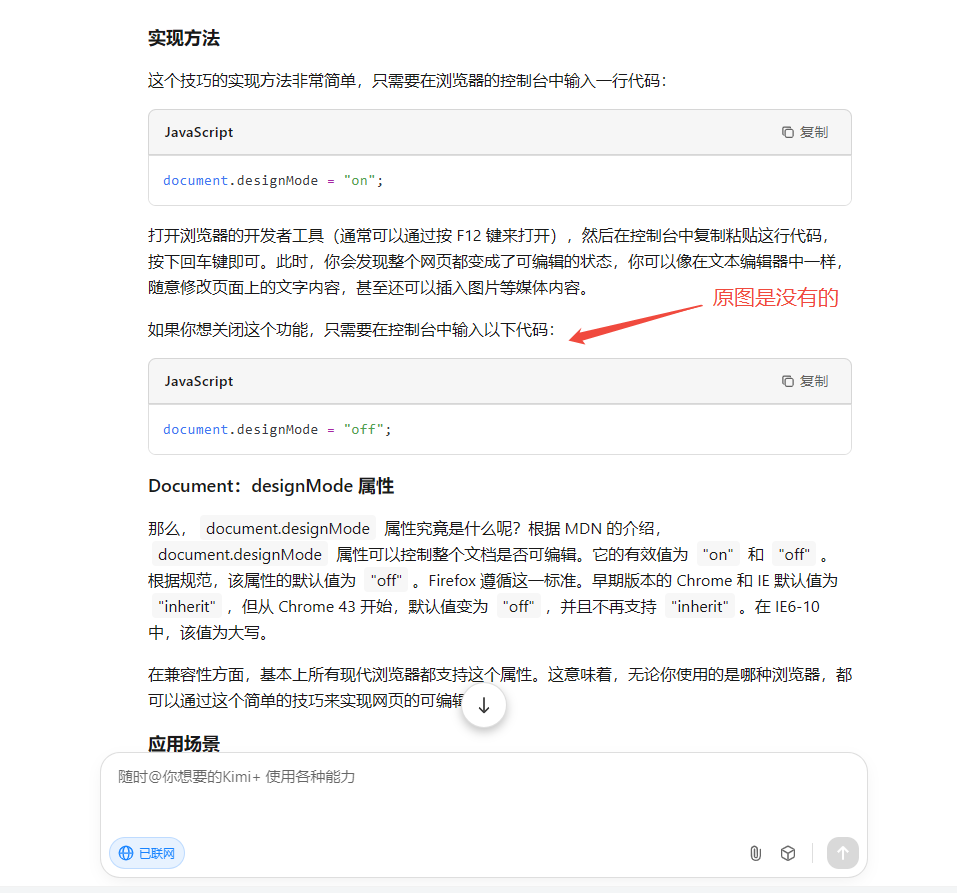 实现方法
这个技巧的实现方法非常简单，只需要在浏览器的控制台中输入一行代码：
JavaScript 复制
document.designMode = "on";
打开浏览器的开发者工具（通常可以通过按 F12 键来打开），然后在控制台中复制粘贴这行代码，
按下回车键即可。此时，你会发现整个网页都变成了可编辑的状态，你可以像在文本编辑器中一样，
随意修改页面上的文字内容，甚至还可以插入图片等媒体内容。
原图是没有的
如果你想关闭这个功能，只需要在控制台中输入以下代码：
JavaScript 复制
document.designMode = "off";
Document：designMode 属性
那么， document.designMode 属性究竟是什么呢？根据 MDN 的介绍，
document.designMode 属性可以控制整个文档是否可编辑。它的有效值为 "on" 和 "off" 。
根据规范，该属性的默认值为 "off" 。Firefox 遵循这一标准。早期版本的 Chrome 和 IE 默认值为
"inherit" ，但从 Chrome 43 开始，默认值变为 "off" ，并且不再支持 "inherit" 。在 IE6-10
中，该值为大写。
在兼容性方面，基本上所有现代浏览器都支持这个属性。这意味着，无论你使用的是哪种浏览器，都
可以通过这个简单的技巧来实现网页的可编辑
应用场景
随时@你想要的Kimi+ 使用各种能力
已联网